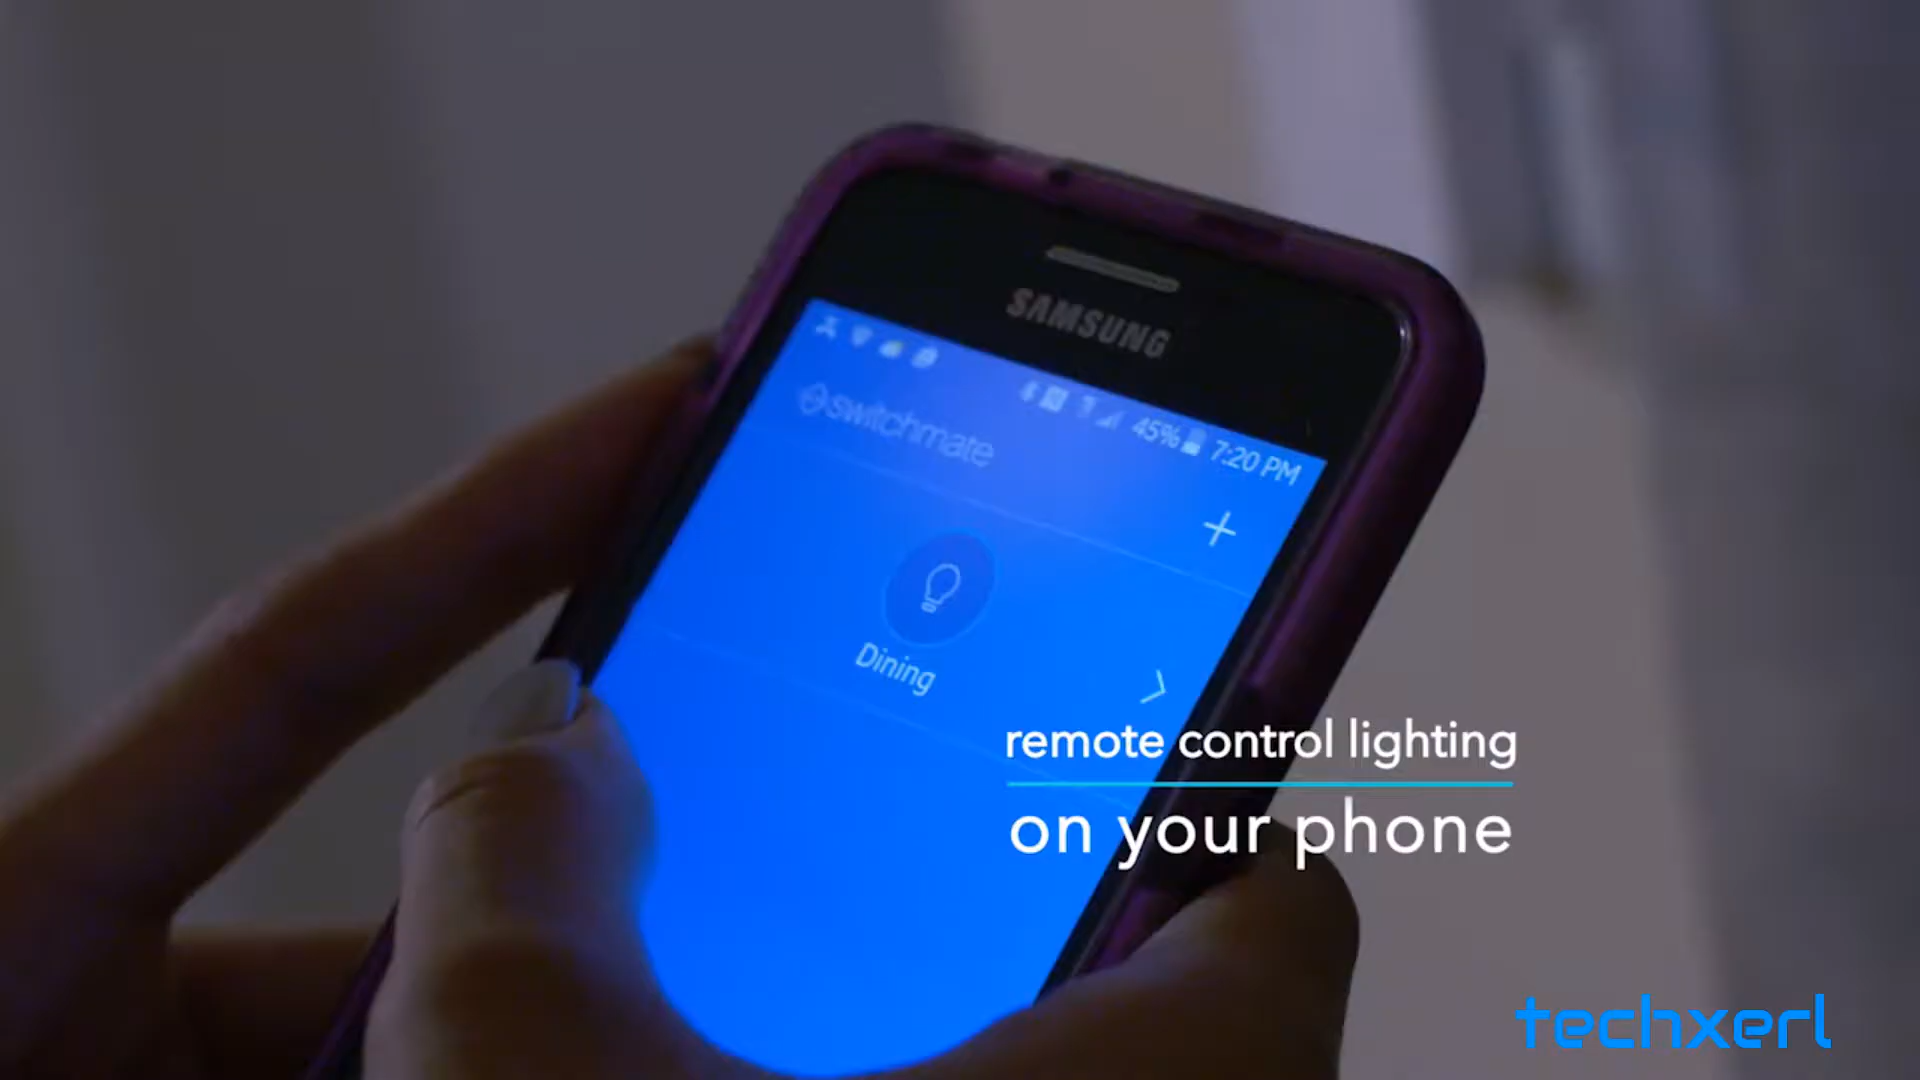 SAMSUNG
45% 7:20 PM
switchmate
+
Dining
remote control lighting
on your phone
techxerl